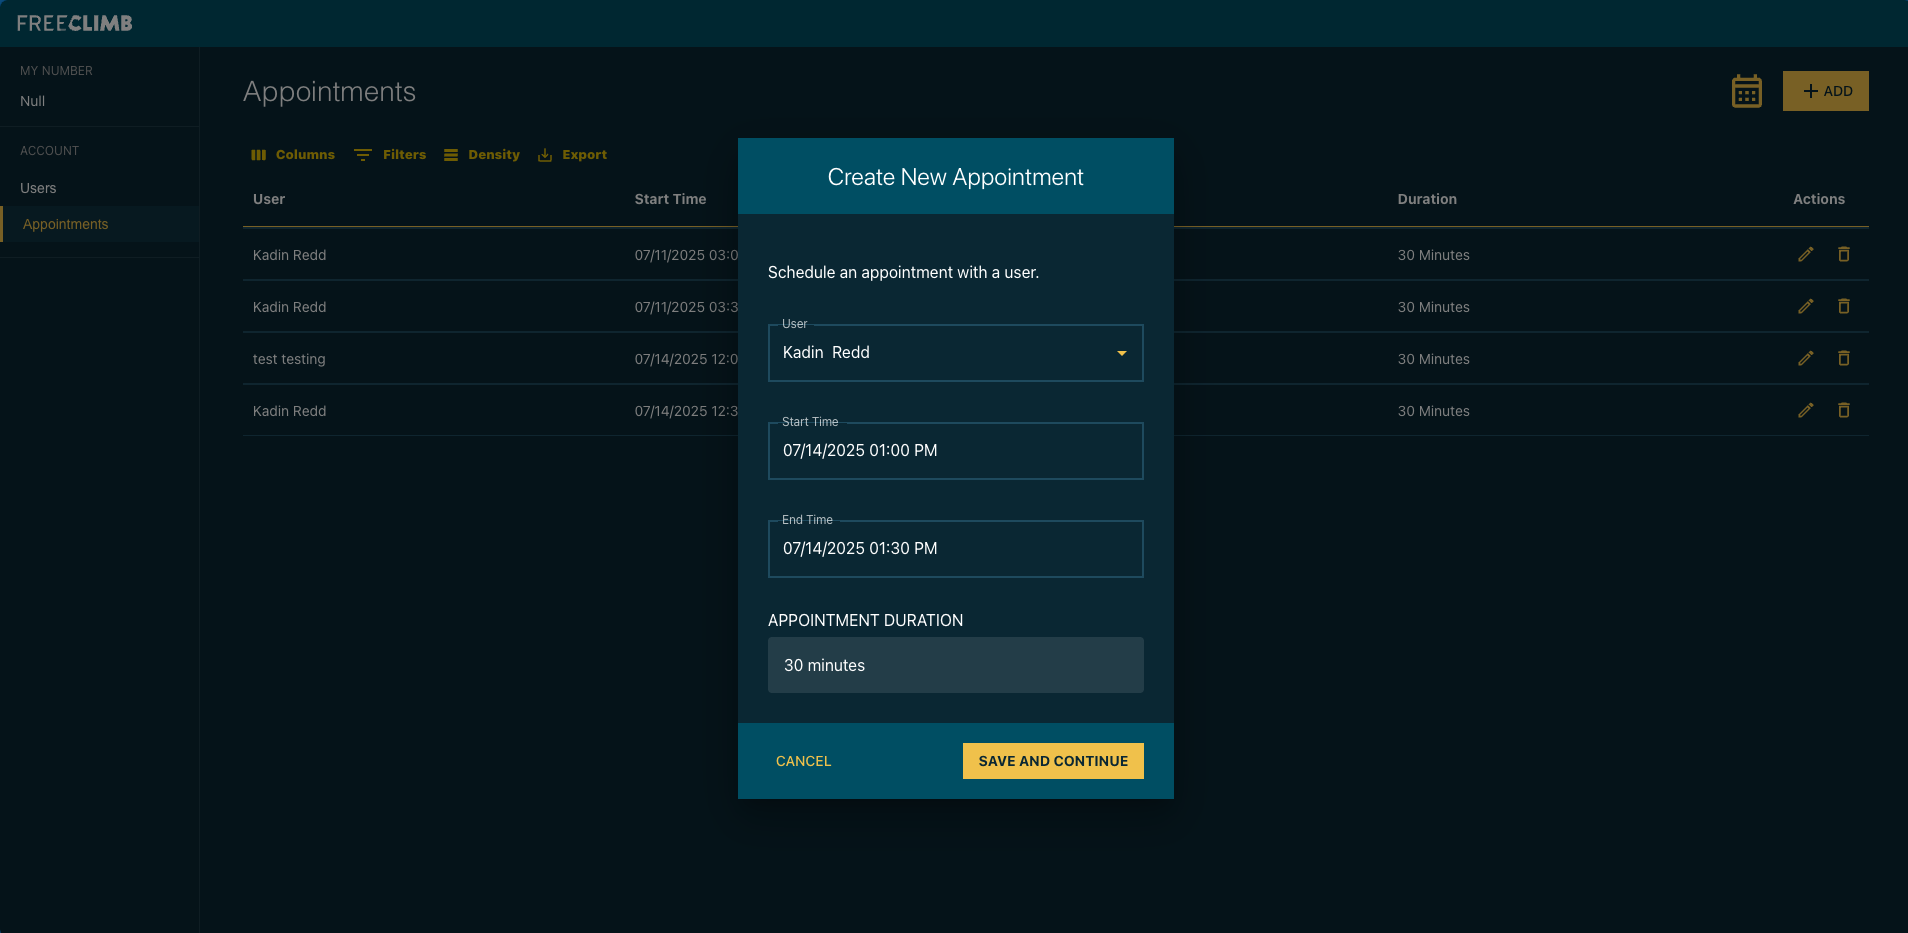 FREECLIMB
MY NUMBER
Null
ACCOUNT
Users
Appointments
Appointments
ADD
Columns Filters Density Export
User Start Time Duration Actions
Kadin Redd 07/11/2025 03:0 30 Minutes
Kadin Redd 07/11/2025 03:3 30 Minutes
test testing 07/14/2025 12:0 30 Minutes
Kadin Redd 07/14/2025 12:3 30 Minutes
Create New Appointment
Schedule an appointment with a user.
User
Kadin Redd
Start Time
07/14/2025 01:00 PM
End Time
07/14/2025 01:30 PM
APPOINTMENT DURATION
30 minutes
CANCEL SAVE AND CONTINUE